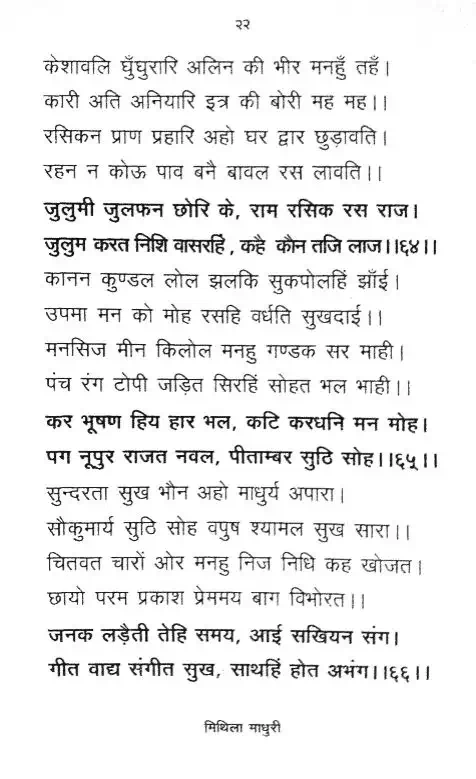 २२
केशावलि घुँघुरारि अलिन की भीर मनहुँ तहँ।
कारी अति अनियारि इत्र की बोरी मह मह।।
रसिकन प्राण प्रहारि अहो घर द्वार छुड़ावति।
रहन न कोऊ पाव बनै बावल रस लावति।।
जुलुमी जुलफन छोरि के, राम रसिक रस राज।
जुलुम करत निशि वासरहिं, कहै कौन तजि लाज।।६४।।
कानन कुण्डल लोल झलकि सुकपोलहिं झाँई।
उपमा मन को मोह रसहि वर्धति सुखदाई।।
मनसिज मीन किलोल मनहु गण्डक सर माही।
पंच रंग टोपी जड़ित सिरहिं सोहत भल भाही।।
कर भूषण हिय हार भल, कटि करधनि मन मोह।
पग नूपुर राजत नवल, पीताम्बर सुठि सोह।।६५।।
सुन्दरता सुख भौन अहो माधुर्य अपारा।
सौकुमार्य सुठि सोह वपुष श्यामल सुख सारा।।
चितवत चारों ओर मनहु निज निधि कह खोजत।
छायो परम प्रकाश प्रेममय बाग विभोरत।।
जनक लड़ैती तेहि समय, आई सखियन संग।
गीत वाद्य संगीत सुख, साथहिं होत अभंग।।६६।।
मिथिला माधुरी